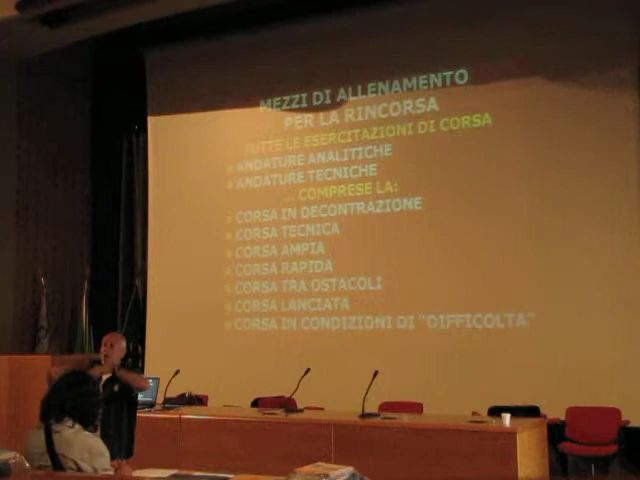 MEZZI DI ALLENAMENTO
PER LA RINCORSA
TUTTE LE ESERCITAZIONI DI CORSA
ANDATURE ANALITICHE
ANDATURE TECNICHE
... COMPRESE LA:
CORSA IN DECONTRAZIONE
CORSA TECNICA
CORSA AMPIA
CORSA RAPIDA
CORSA TRA OSTACOLI
CORSA LANCIATA
CORSA IN CONDIZIONI DI "DIFFICOLTA"